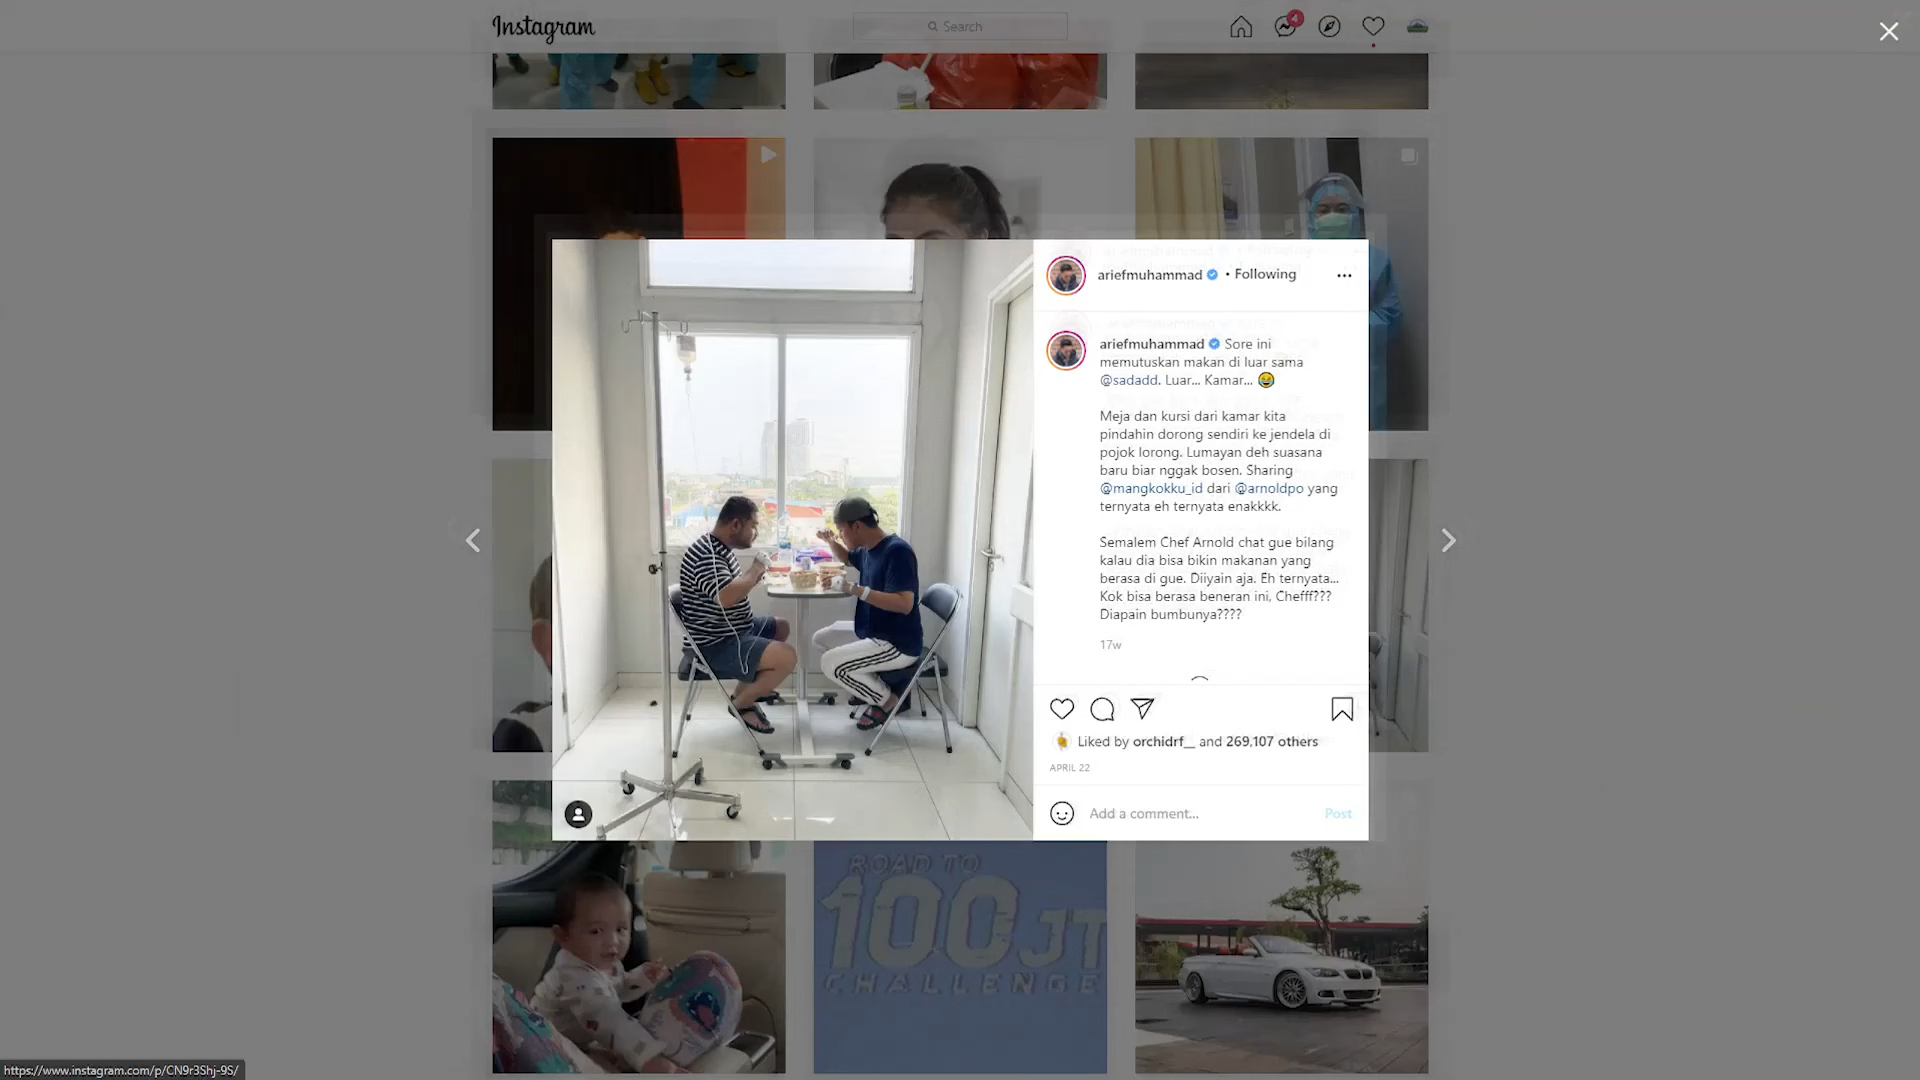 Instagram
Search
4
ariefmuhammad • Following
ariefmuhammad Sore ini
memutuskan makan di luar sama
@sadadd. Luar... Kamar... 😂
Meja dan kursi dari kamar kita
pindahin dorong sendiri ke jendela di
pojok lorong. Lumayan deh suasana
baru biar nggak bosen. Sharing
@mangkokku_id dari @arnoldpo yang
ternyata eh ternyata enakkkk.
Semalem Chef Arnold chat gue bilang
kalau dia bisa bikin makanan yang
berasa di gue. Diiyain aja. Eh ternyata...
Kok bisa berasa beneran ini, Chefff???
Diapain bumbunya????
17w
Liked by orchidrf__ and 269,107 others
APRIL 22
Add a comment... Post
ROAD TO
100JT
CHALLENGE
https://www.instagram.com/p/CN9r3Shj-9S/